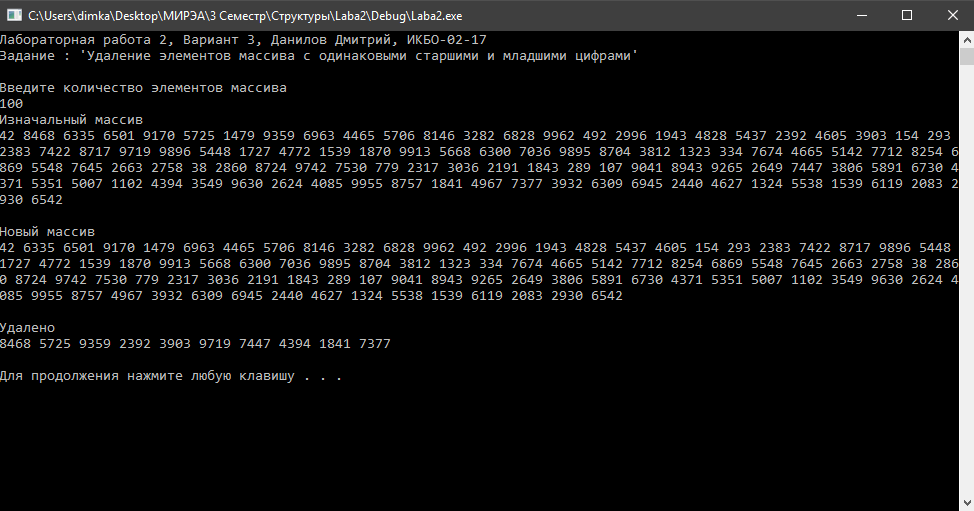 C:\Users\dimka\Desktop\МИРЭА\3 Семестр\Структуры\Laba2\Debug\Laba2.exe
Лабораторная работа 2, Вариант 3, Данилов Дмитрий, ИКБО-02-17
Задание : 'Удаление элементов массива с одинаковыми старшими и младшими цифрами'
Введите количество элементов массива
100
Изначальный массив
42 8468 6335 6501 9170 5725 1479 9359 6963 4465 5706 8146 3282 6828 9962 492 2996 1943 4828 5437 2392 4605 3903 154 293
2383 7422 8717 9719 9896 5448 1727 4772 1539 1870 9913 5668 6300 7036 9895 8704 3812 1323 334 7674 4665 5142 7712 8254 6
869 5548 7645 2663 2758 38 2860 8724 9742 7530 779 2317 3036 2191 1843 289 107 9041 8943 9265 2649 7447 3806 5891 6730 4
371 5351 5007 1102 4394 3549 9630 2624 4085 9955 8757 1841 4967 7377 3932 6309 6945 2440 4627 1324 5538 1539 6119 2083 2
930 6542
Новый массив
42 6335 6501 9170 1479 6963 4465 5706 8146 3282 6828 9962 492 2996 1943 4828 5437 4605 154 293 2383 7422 8717 9896 5448
1727 4772 1539 1870 9913 5668 6300 7036 9895 8704 3812 1323 334 7674 4665 5142 7712 8254 6869 5548 7645 2663 2758 38 286
0 8724 9742 7530 779 2317 3036 2191 1843 289 107 9041 8943 9265 2649 3806 5891 6730 4371 5351 5007 1102 3549 9630 2624 4
085 9955 8757 4967 3932 6309 6945 2440 4627 1324 5538 1539 6119 2083 2930 6542
Удалено
8468 5725 9359 2392 3903 9719 7447 4394 1841 7377
Для продолжения нажмите любую клавишу . . .